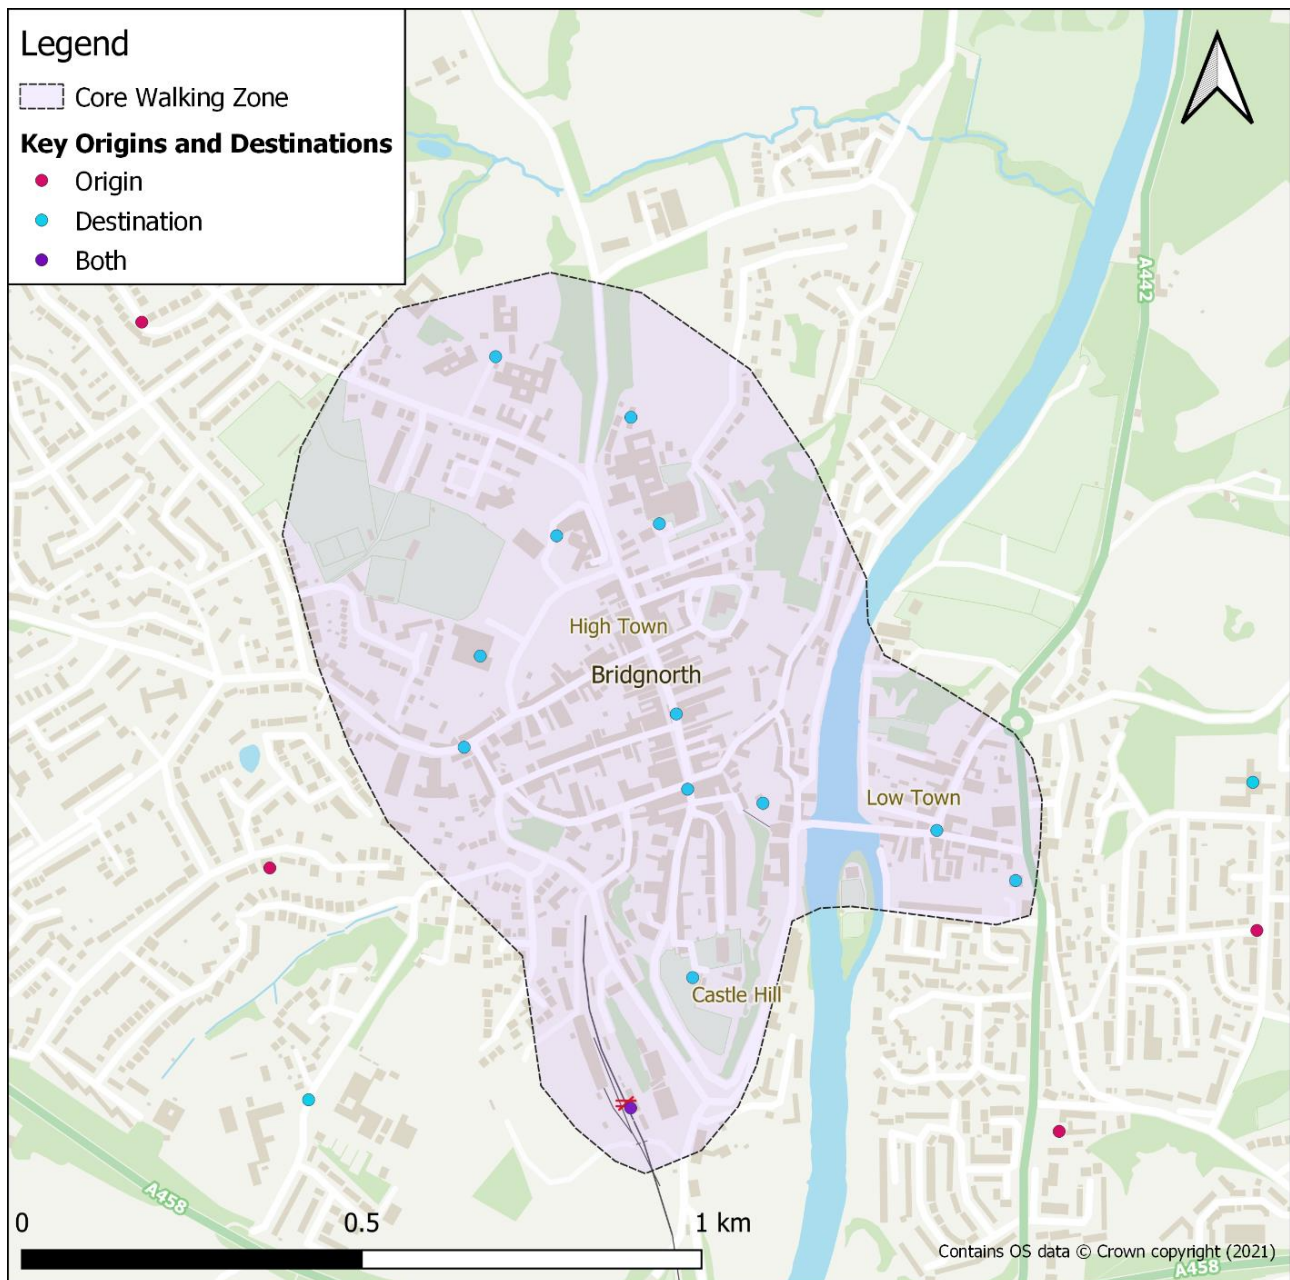 Legend
Core Walking Zone
Key Origins and Destinations
Origin
Destination
Both
A442
High Town
Bridgnorth
Low Town
Castle Hill
A458
0 0.5 1 km
Contains OS data © Crown copyright (2021)
A458